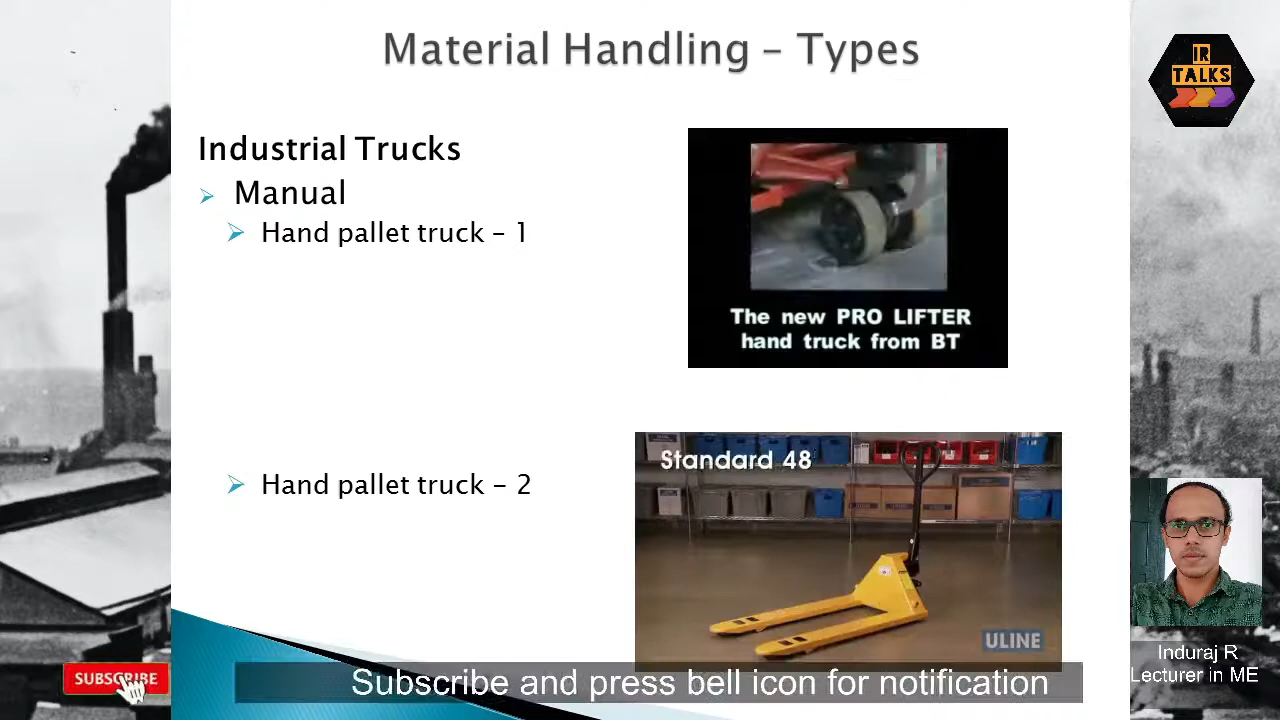 Material Handling – Types
IR
TALKS
Industrial Trucks
Manual
Hand pallet truck – 1
The new PRO LIFTER
hand truck from BT
Standard 48
Hand pallet truck - 2
ULINE
Induraj R
Lecturer in ME
SUBSCRIBE
Subscribe and press bell icon for notification